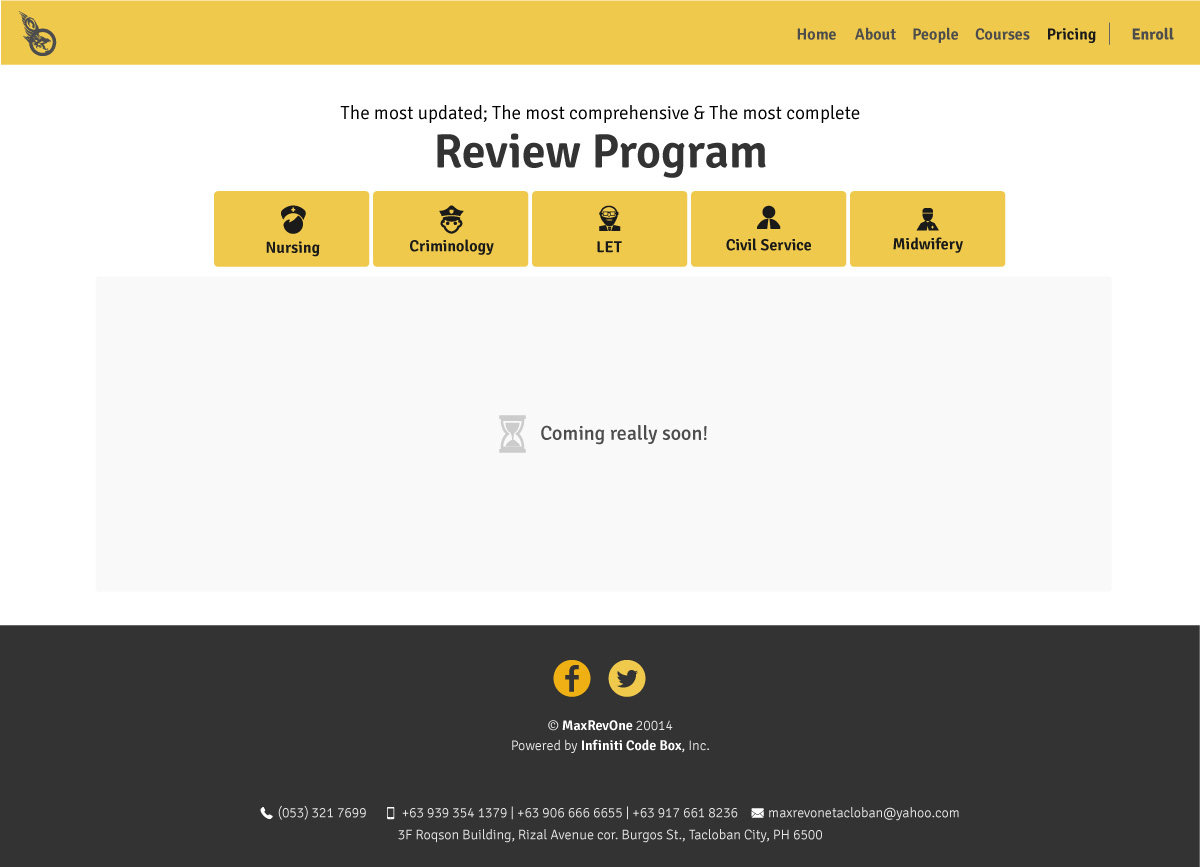 Home About People Courses Pricing Enroll
The most updated; The most comprehensive & The most complete
Review Program
Nursing Criminology LET Civil Service Midwifery
Coming really soon!
© MaxRevOne 20014
Powered by Infiniti Code Box, Inc.
(053) 321 7699 +63 939 354 1379 | +63 906 666 6655 | +63 917 661 8236 maxrevonetacloban@yahoo.com
3F Roqson Building, Rizal Avenue cor. Burgos St., Tacloban City, PH 6500